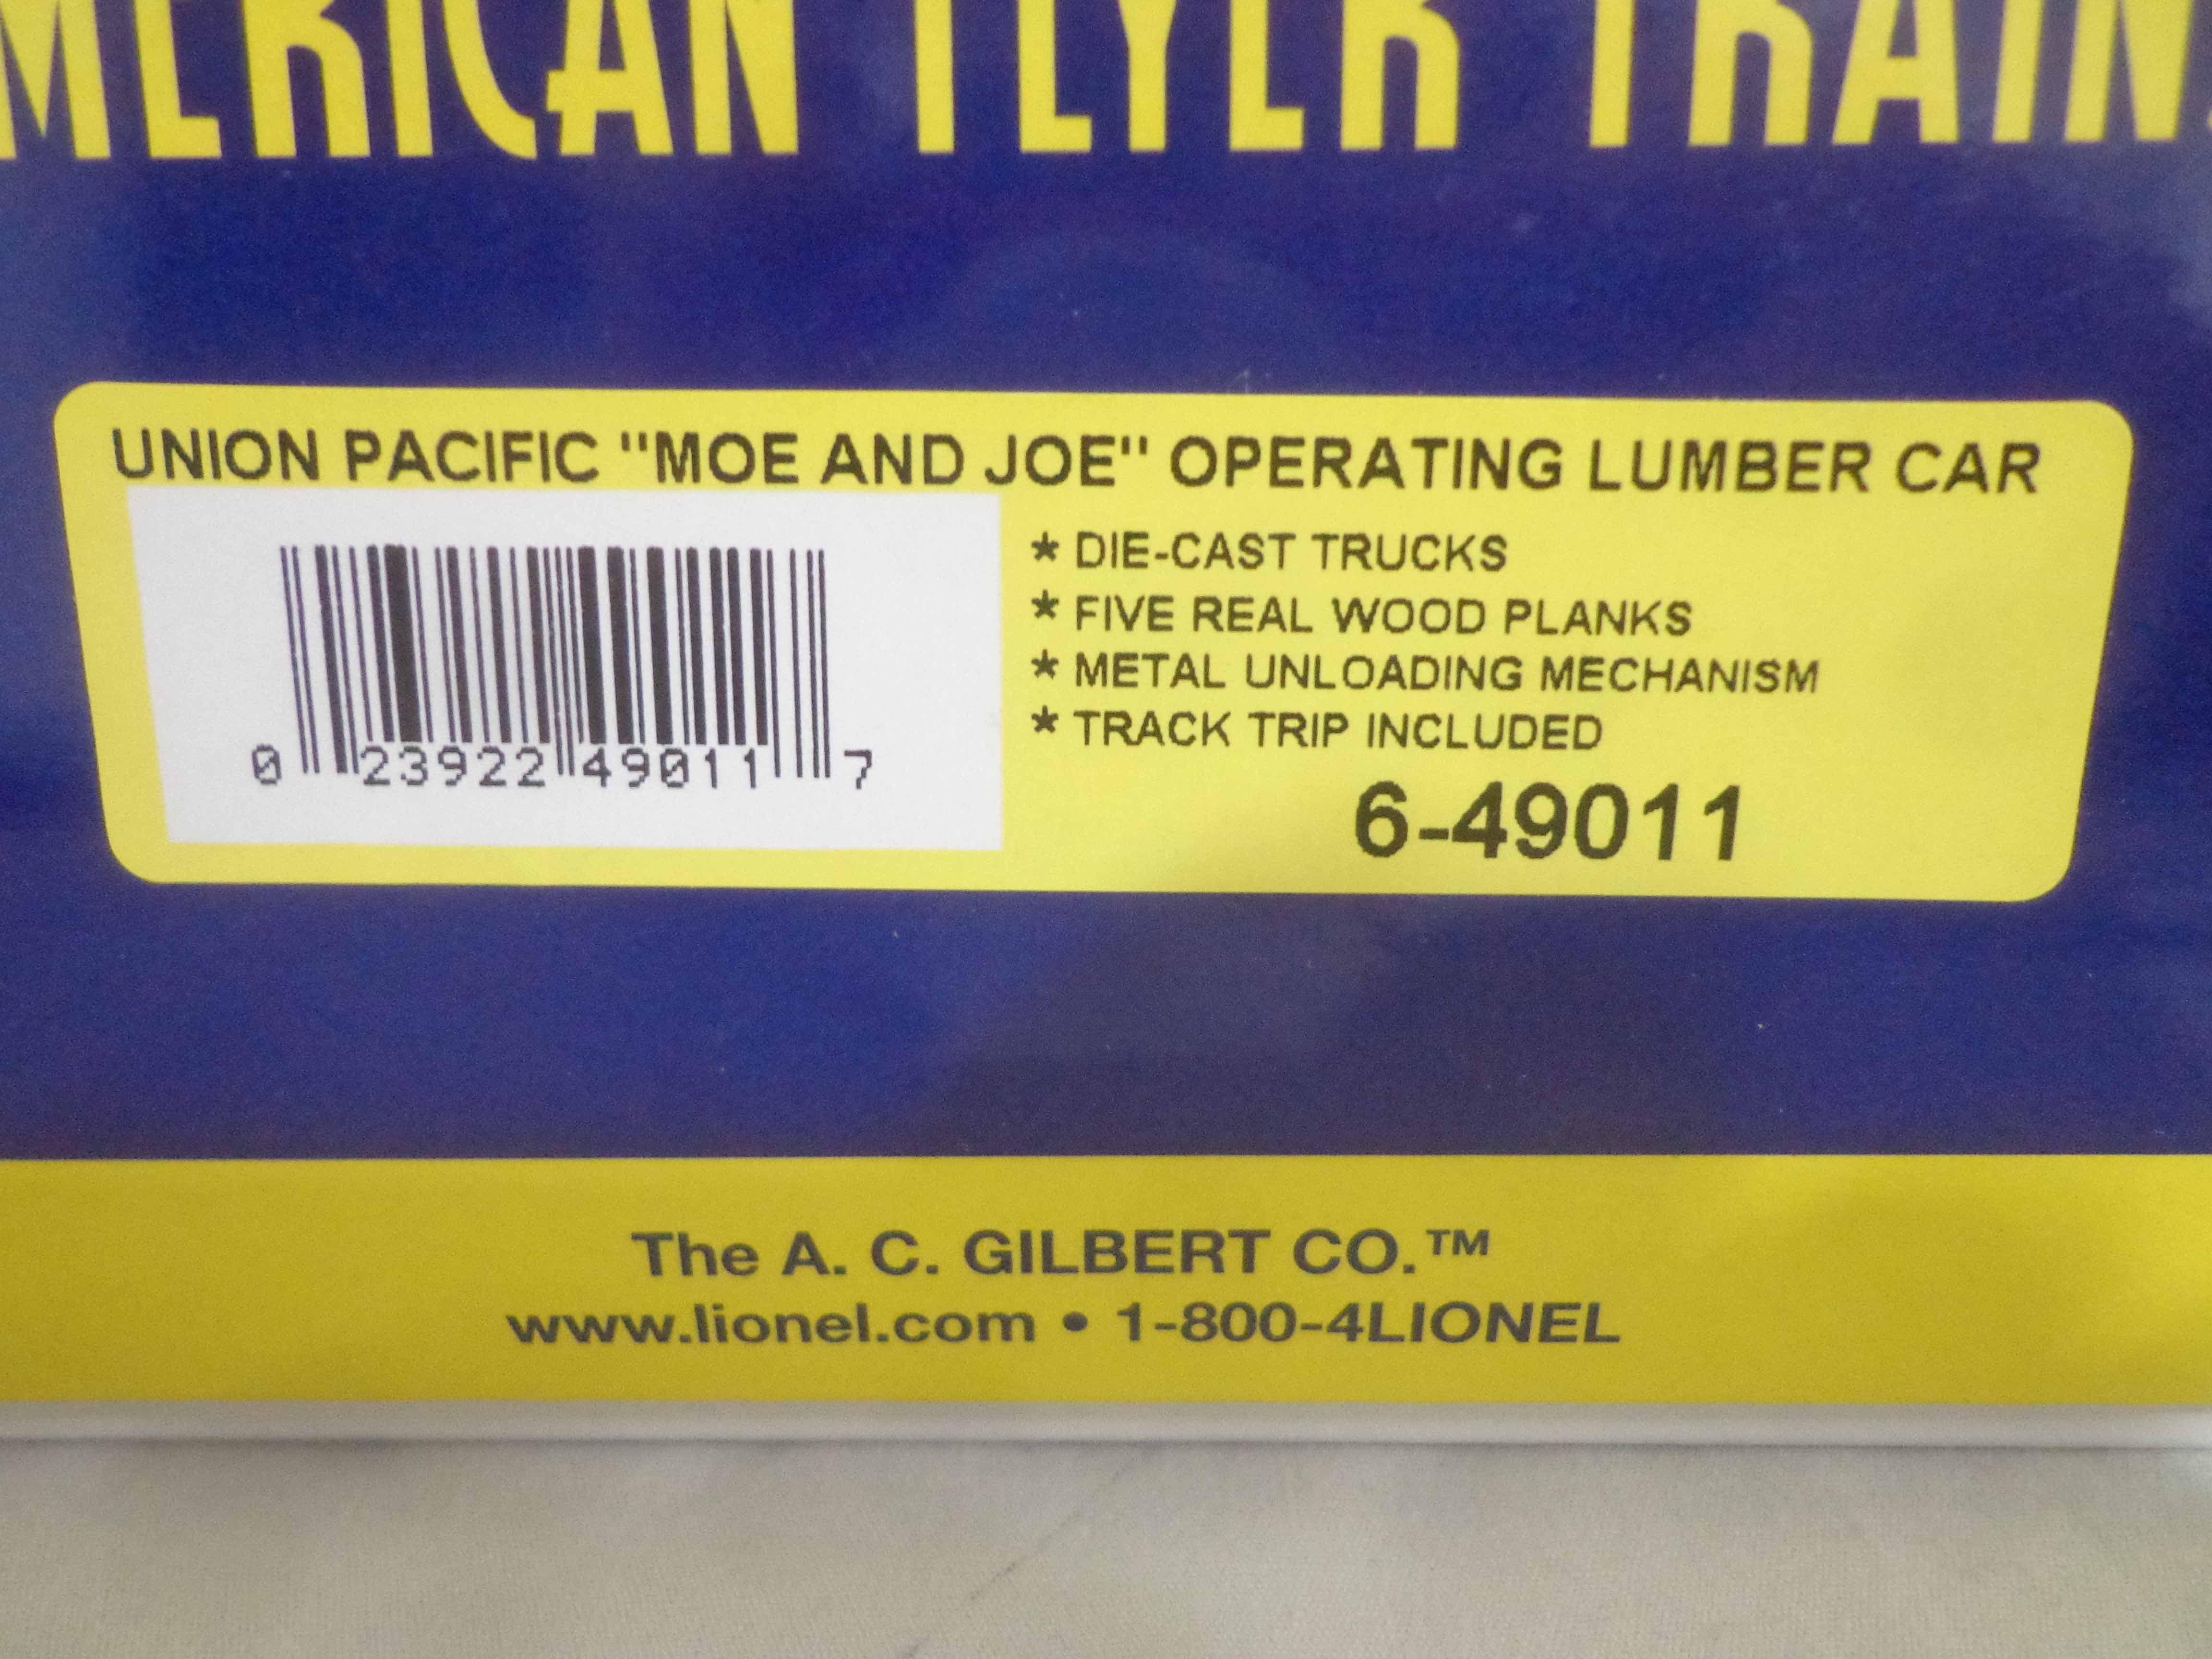 AMERICAN FLYER TRAINS
UNION PACIFIC "MOE AND JOE" OPERATING LUMBER CAR
* DIE-CAST TRUCKS
* FIVE REAL WOOD PLANKS
* METAL UNLOADING MECHANISM
* TRACK TRIP INCLUDED
0 23922 49011 7
6-49011
The A. C. GILBERT CO.™
www.lionel.com • 1-800-4LIONEL